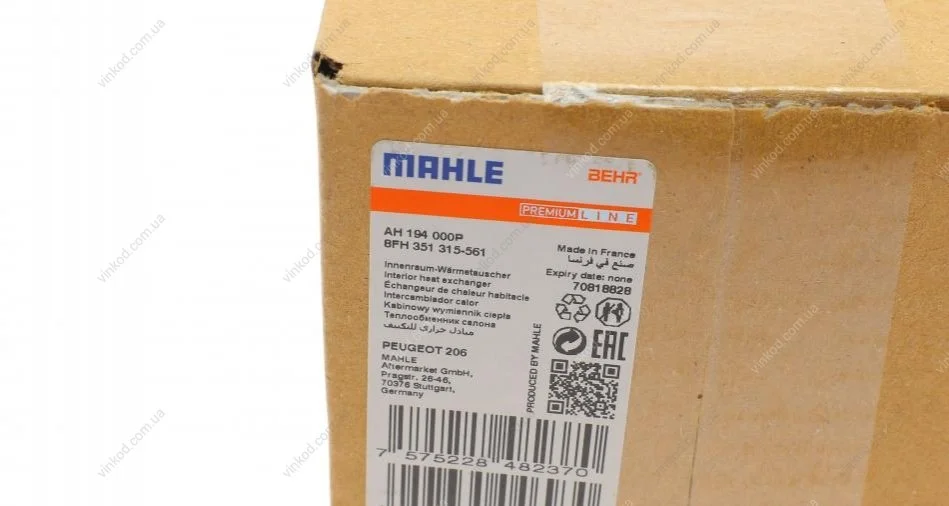 MAHLE BEHR
PREMIUM LINE
AH 194 000P
8FH 351 315-561
Innenraum-Wärmetauscher
Interior heat exchanger
Échangeur de chaleur habitacle
Intercambiador calor
Kabinowy wymiennik ciepła
Теплообменник салона
مبادل حراري للتكييف
Made in France
صنع في فرنسا
Expiry date: none
70818828
PEUGEOT 206
MAHLE
Aftermarket GmbH,
Pragstr. 26-46,
70376 Stuttgart,
Germany
PRODUCED BY MAHLE
EAC
7 575228 482370
vinkod.com.ua